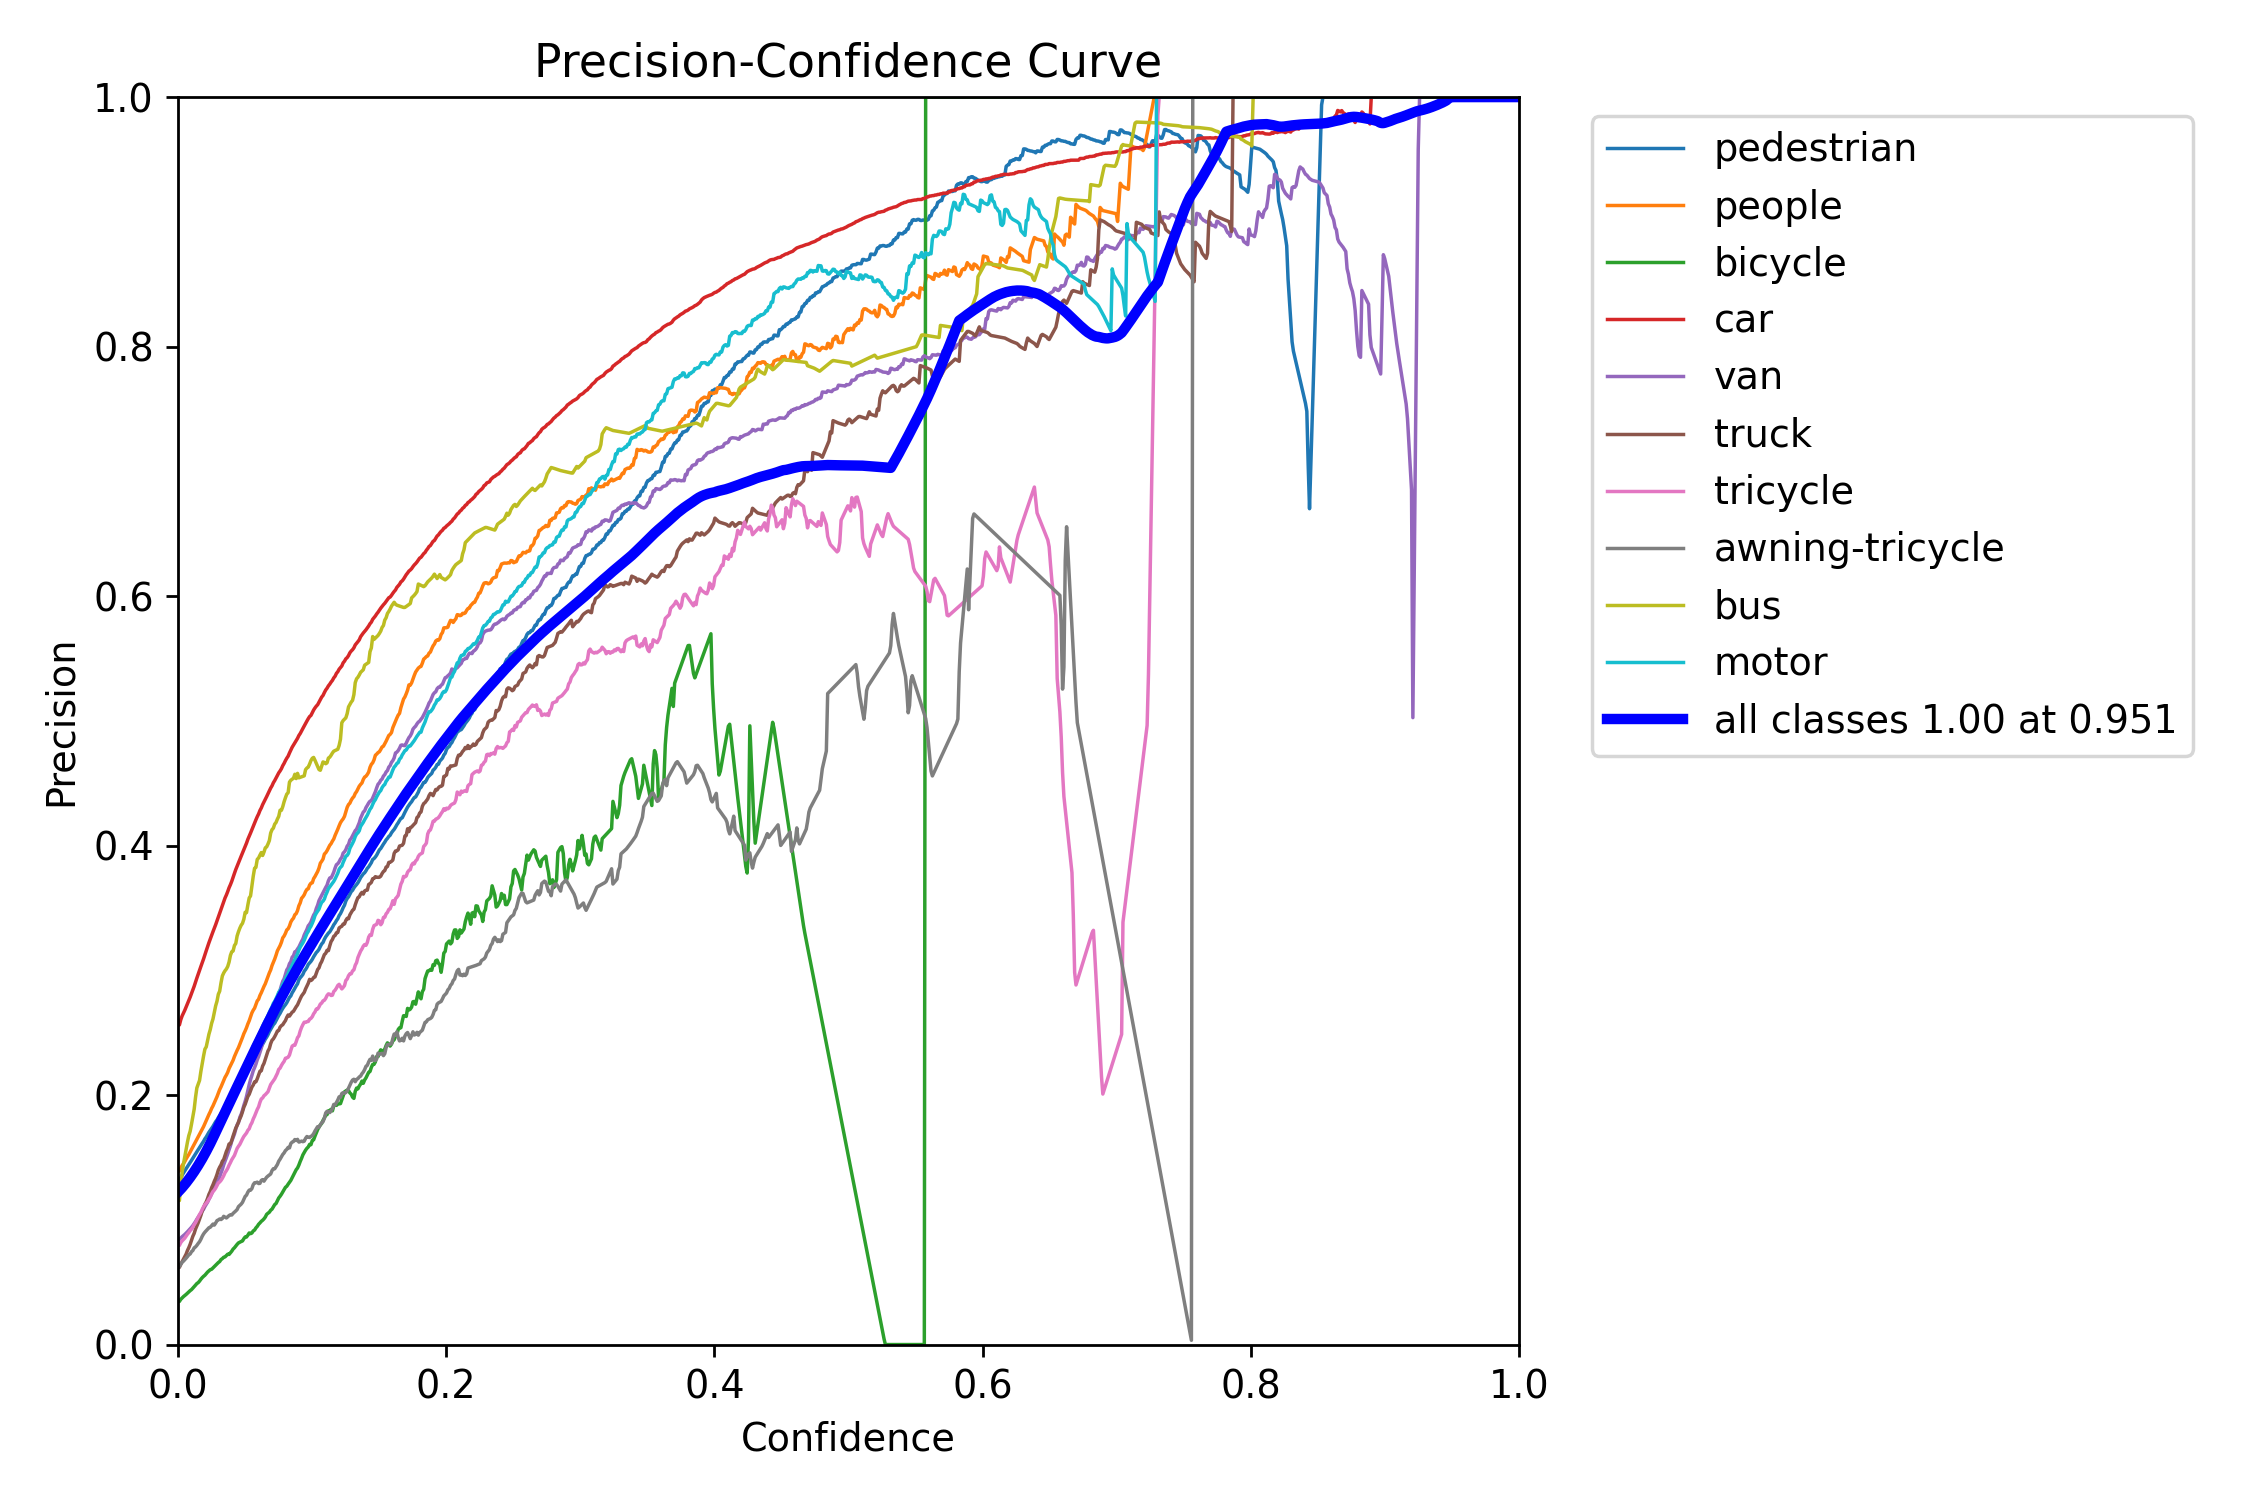 Precision-Confidence Curve
1.0
0.8
0.6
0.4
0.2
0.0
Precision
0.0 0.2 0.4 0.6 0.8 1.0
Confidence
pedestrian
people
bicycle
car
van
truck
tricycle
awning-tricycle
bus
motor
all classes 1.00 at 0.951